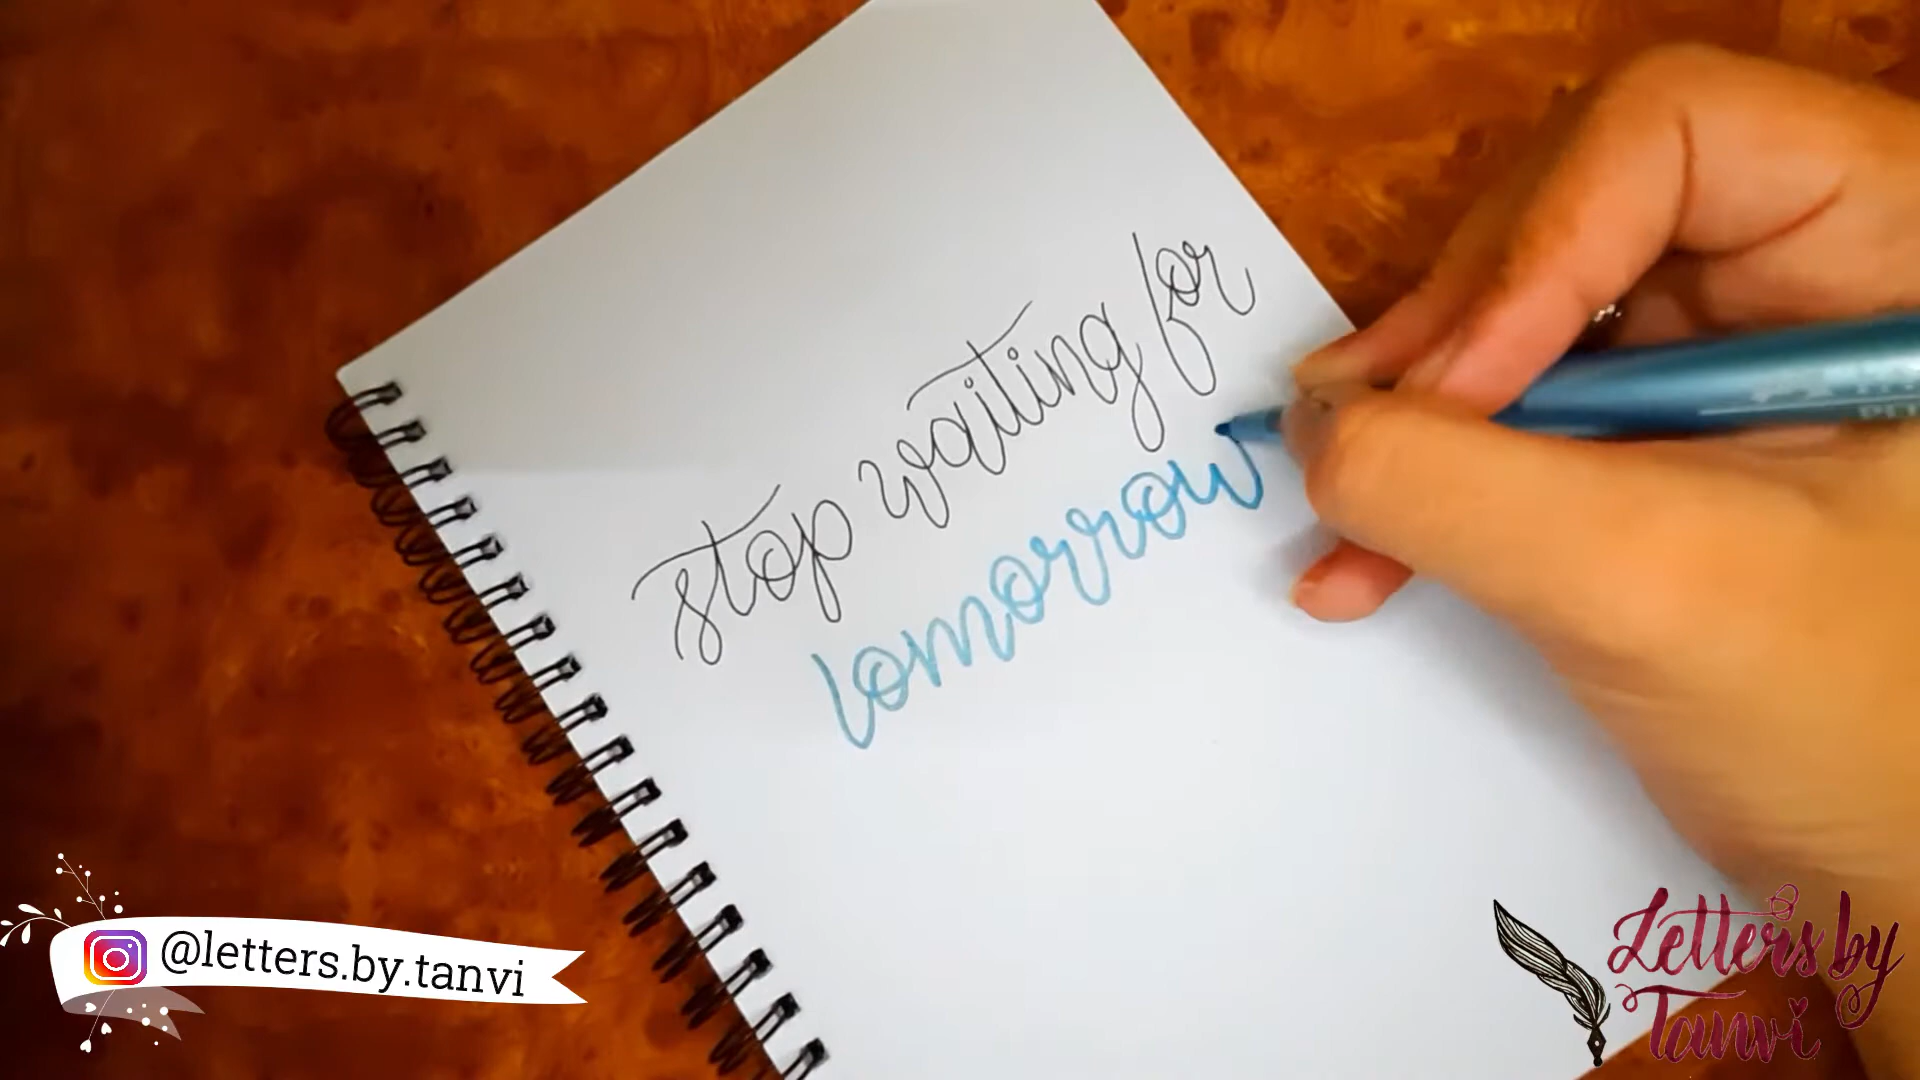 stop waiting for
tomorrow
@letters.by.tanvi
Letters by
Tanvi